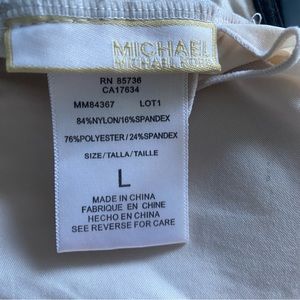 MICHAEL
MICHAEL KORS
RN 85736
CA17634
MM84367 LOT1
84%NYLON/16%SPANDEX
76%POLYESTER/24%SPANDEX
SIZE/TALLA/TAILLE
L
MADE IN CHINA
FABRIQUE EN CHINE
HECHO EN CHINA
SEE REVERSE FOR CARE